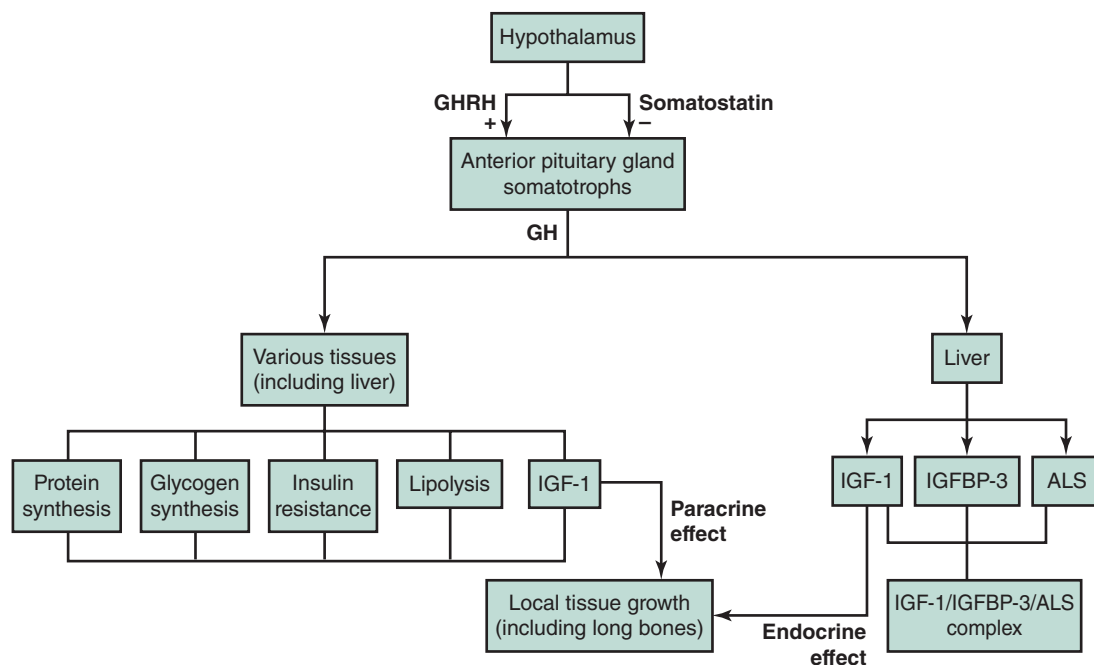 Hypothalamus
GHRH
Somatostatin
+
–
Anterior pituitary gland
somatotrophs
GH
Various tissues
(including liver)
Liver
Protein
synthesis
Glycogen
synthesis
Insulin
resistance
Lipolysis
IGF-1
IGF-1
IGFBP-3
ALS
Paracrine
effect
Local tissue growth
(including long bones)
Endocrine
effect
IGF-1/IGFBP-3/ALS
complex